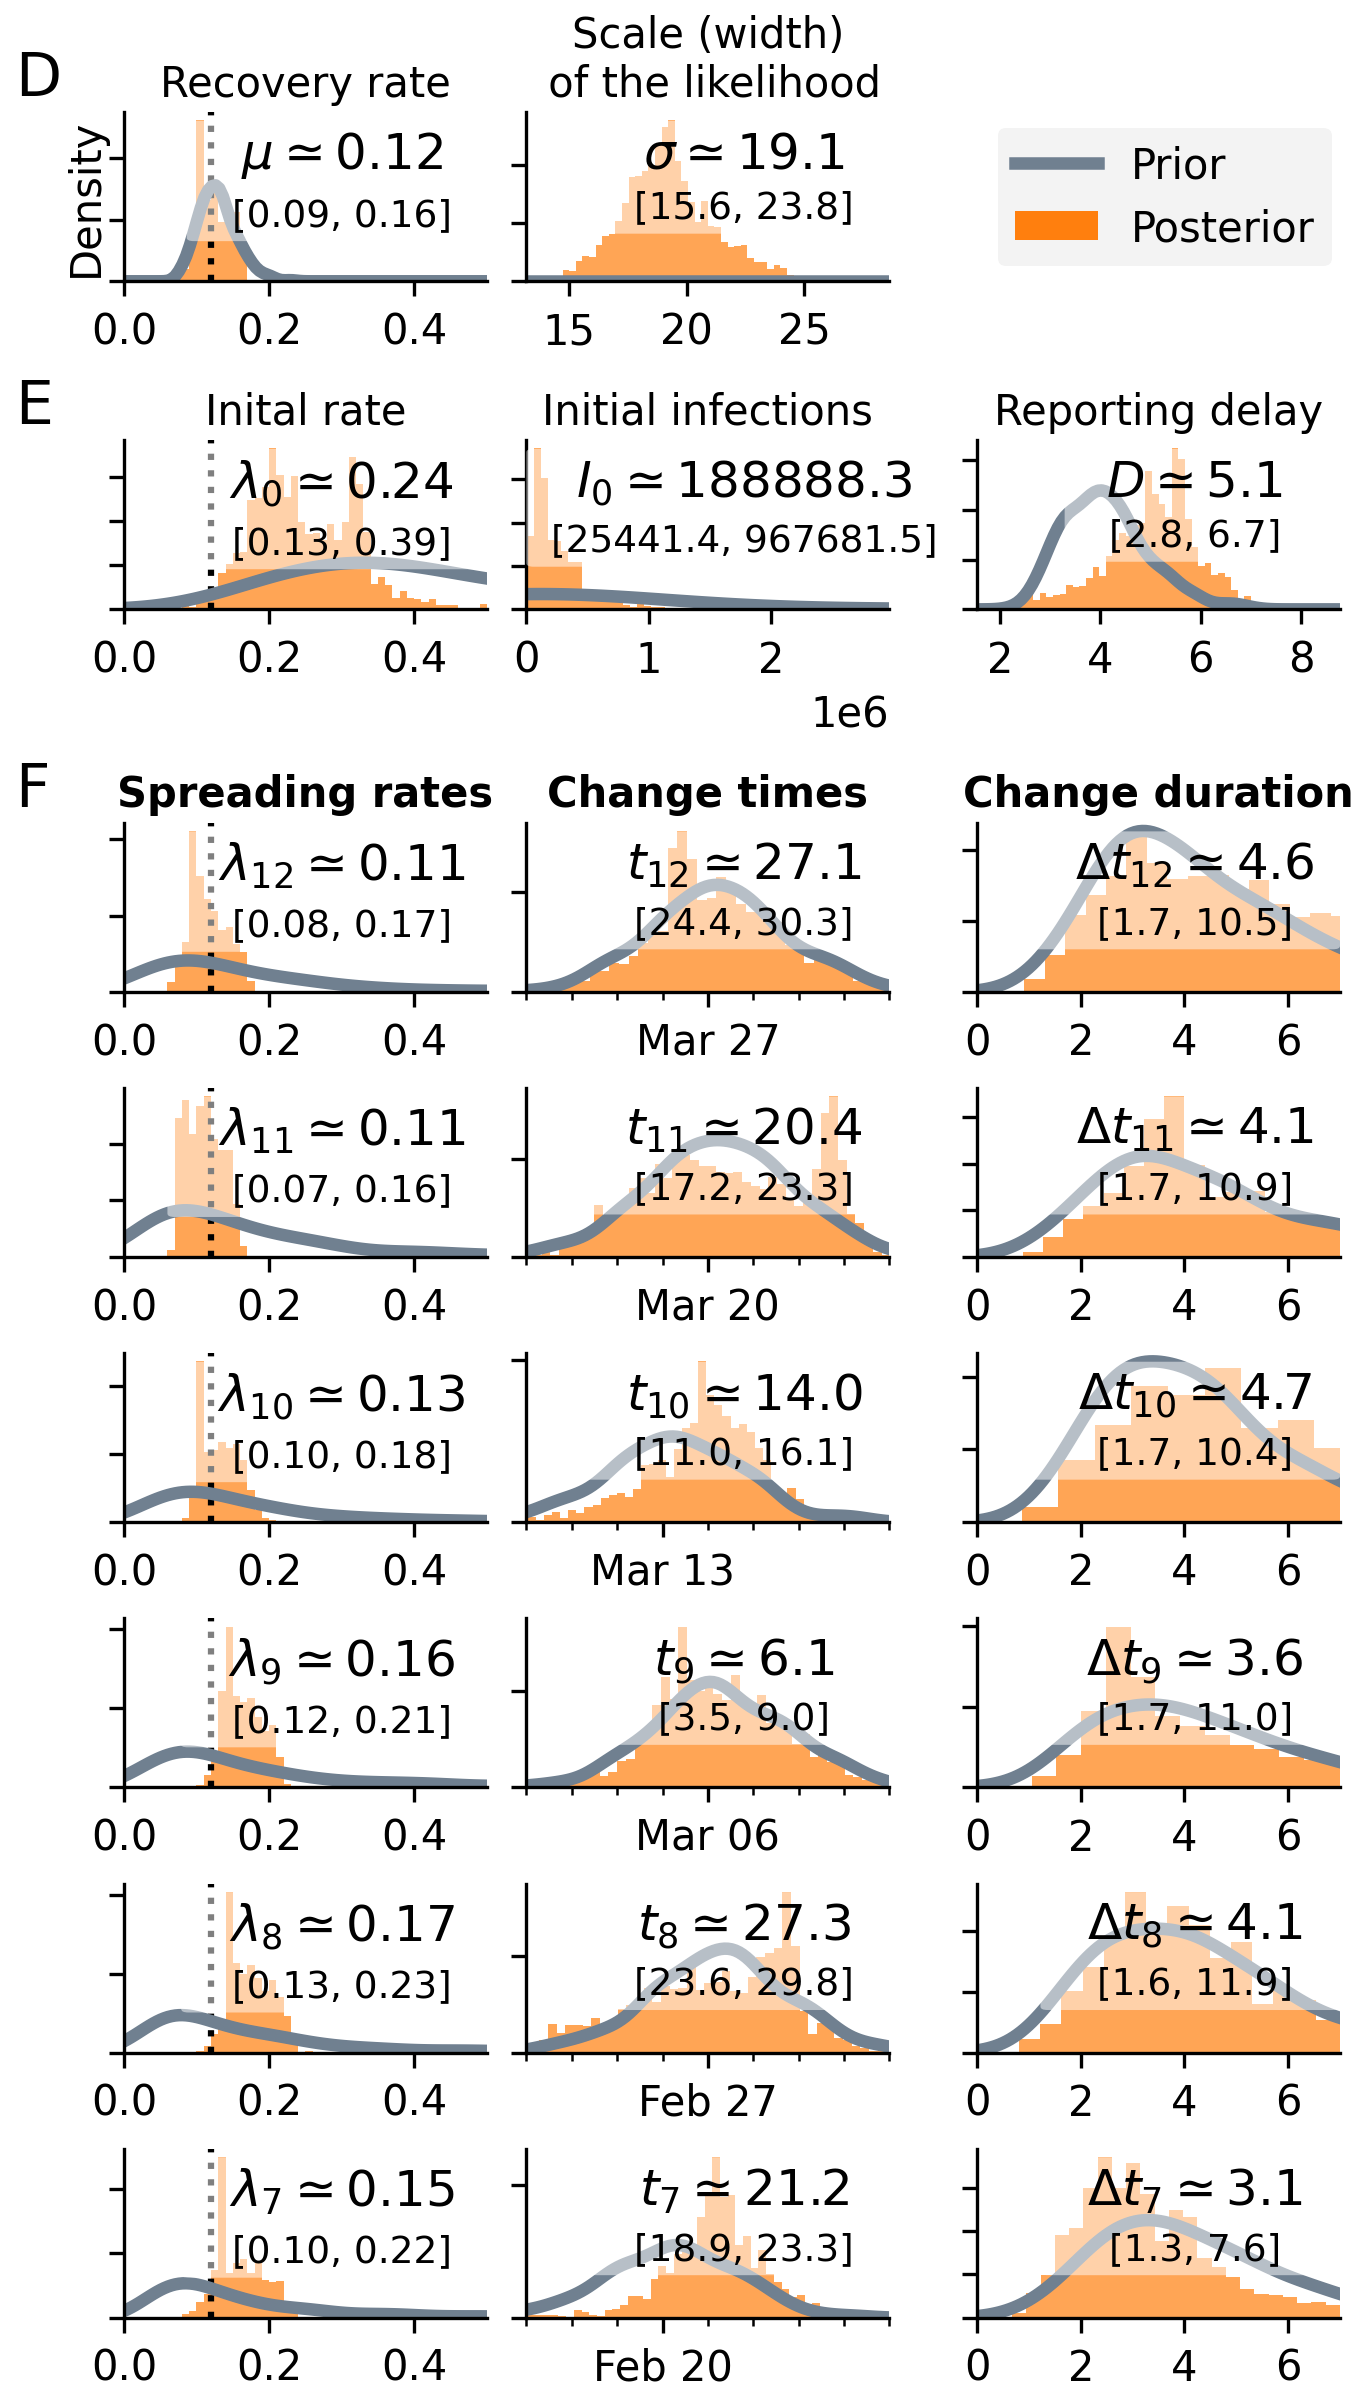 D
Recovery rate
Scale (width)
of the likelihood
Density
μ ≃ 0.12
[0.09, 0.16]
σ ≃ 19.1
[15.6, 23.8]
Prior
Posterior
0.0 0.2 0.4
15 20 25
E
Inital rate
Initial infections
Reporting delay
λ₀ ≃ 0.24
[0.13, 0.39]
I₀ ≃ 188888.3
[25441.4, 967681.5]
D ≃ 5.1
[2.8, 6.7]
0.0 0.2 0.4
0 1 2
1e6
2 4 6 8
F
Spreading rates
Change times
Change duration
λ₁₂ ≃ 0.11
[0.08, 0.17]
t₁₂ ≃ 27.1
[24.4, 30.3]
Δt₁₂ ≃ 4.6
[1.7, 10.5]
0.0 0.2 0.4
Mar 27
0 2 4 6
λ₁₁ ≃ 0.11
[0.07, 0.16]
t₁₁ ≃ 20.4
[17.2, 23.3]
Δt₁₁ ≃ 4.1
[1.7, 10.9]
0.0 0.2 0.4
Mar 20
0 2 4 6
λ₁₀ ≃ 0.13
[0.10, 0.18]
t₁₀ ≃ 14.0
[11.0, 16.1]
Δt₁₀ ≃ 4.7
[1.7, 10.4]
0.0 0.2 0.4
Mar 13
0 2 4 6
λ₉ ≃ 0.16
[0.12, 0.21]
t₉ ≃ 6.1
[3.5, 9.0]
Δt₉ ≃ 3.6
[1.7, 11.0]
0.0 0.2 0.4
Mar 06
0 2 4 6
λ₈ ≃ 0.17
[0.13, 0.23]
t₈ ≃ 27.3
[23.6, 29.8]
Δt₈ ≃ 4.1
[1.6, 11.9]
0.0 0.2 0.4
Feb 27
0 2 4 6
λ₇ ≃ 0.15
[0.10, 0.22]
t₇ ≃ 21.2
[18.9, 23.3]
Δt₇ ≃ 3.1
[1.3, 7.6]
0.0 0.2 0.4
Feb 20
0 2 4 6